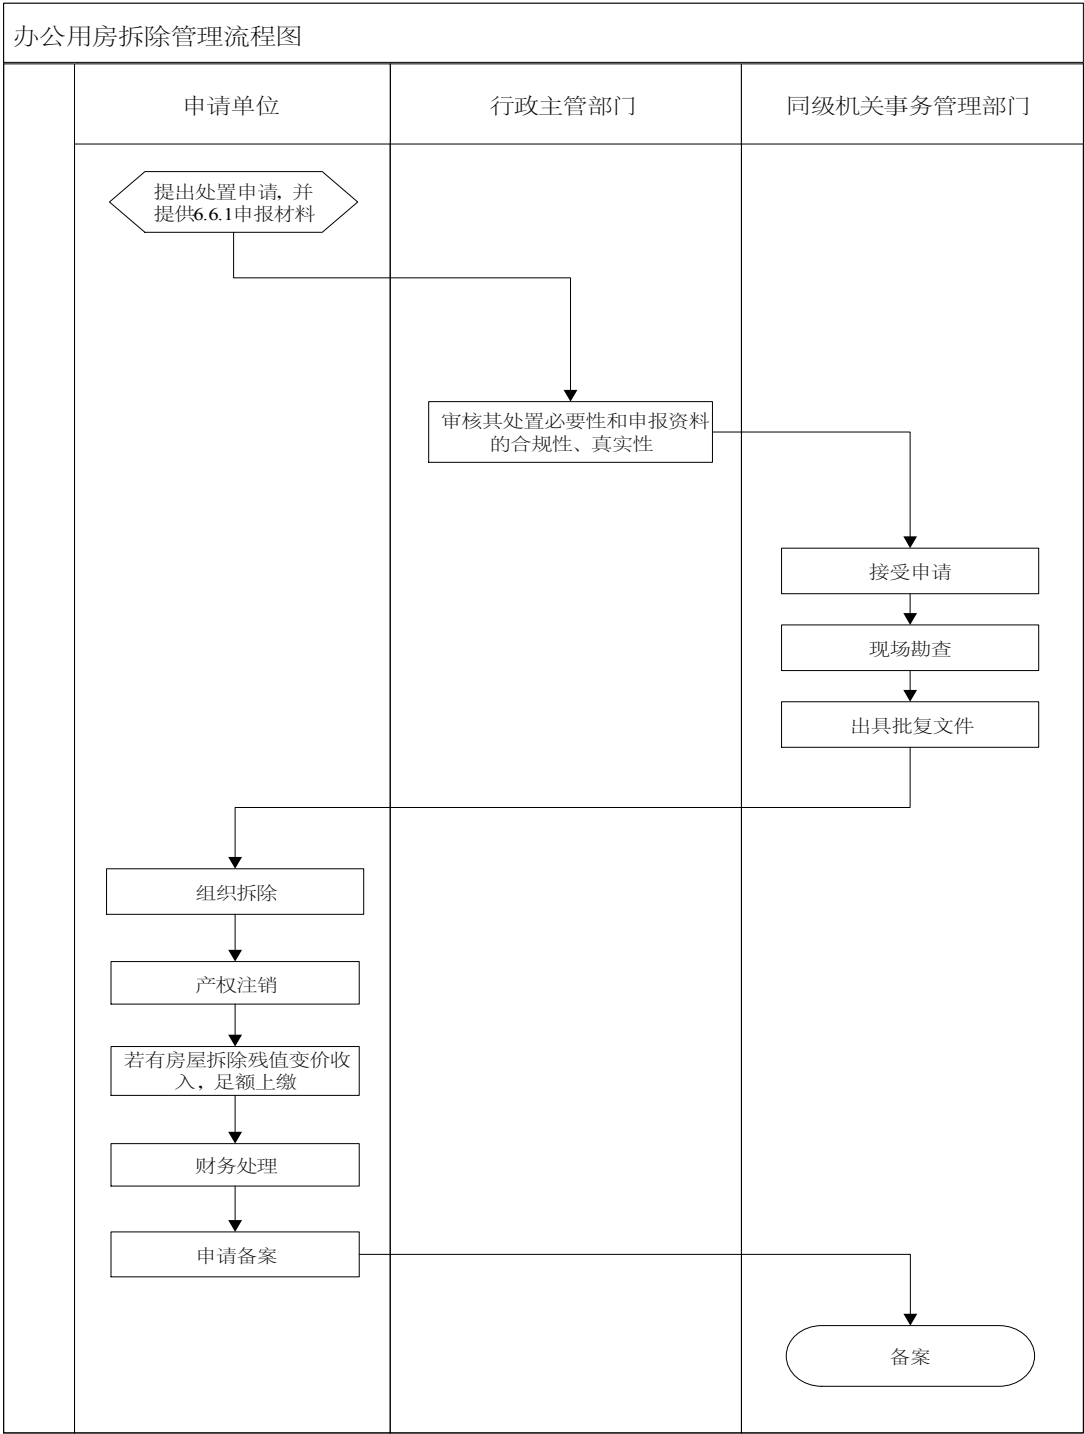 办公用房拆除管理流程图
申请单位
行政主管部门
同级机关事务管理部门
提出处置申请，并
提供6.6.1申报材料
审核其处置必要性和申报资料
的合规性、真实性
接受申请
现场勘查
出具批复文件
组织拆除
产权注销
若有房屋拆除残值变价收
入，足额上缴
财务处理
申请备案
备案